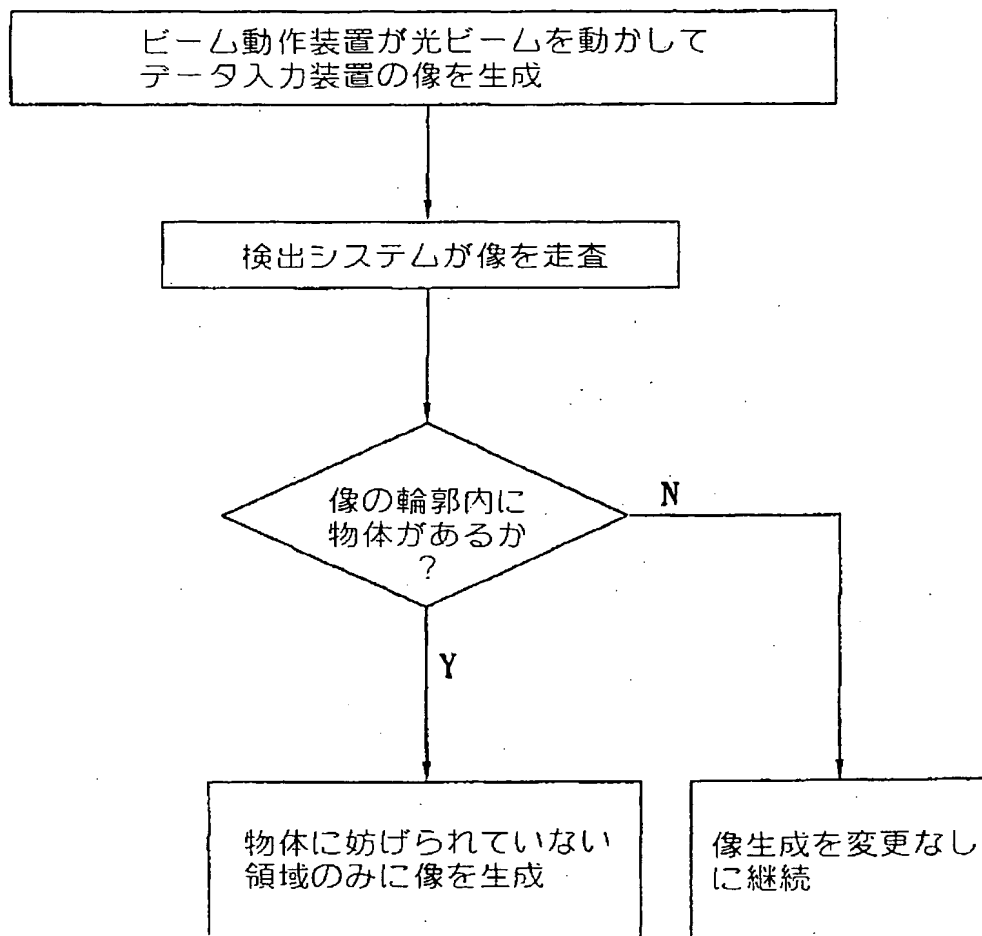 ビーム動作装置が光ビームを動かして
データ入力装置の像を生成
検出システムが像を走査
像の輪郭内に
物体があるか
?
N
Y
物体に妨げられていない
領域のみに像を生成
像生成を変更なし
に継続